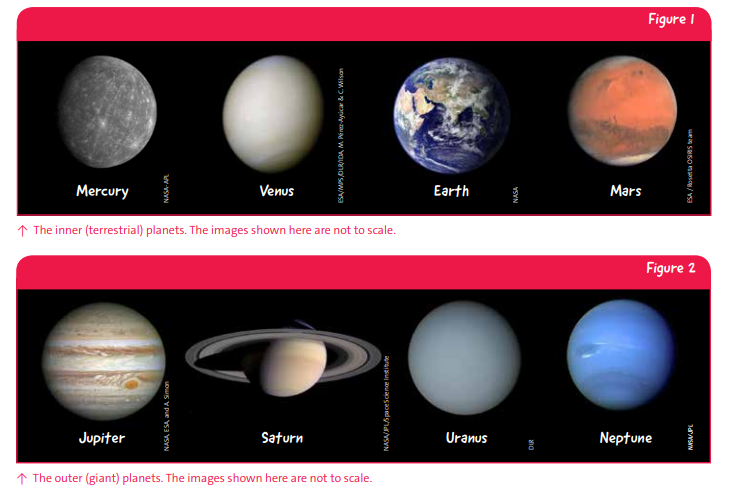 Figure 1
Mercury
NASA-APL
Venus
ESA/MPS/DLR/IDA, M. Pérez-Ayúcar & C.Wilson
Earth
NASA
Mars
ESA / Rosetta OSIRIS team
↑ The inner (terrestrial) planets. The images shown here are not to scale.
Figure 2
Jupiter
NASA, ESA, and A. Simon
Saturn
NASA/JPL/Space Science Institute
Uranus
DLR
Neptune
NASA/JPL
↑ The outer (giant) planets. The images shown here are not to scale.